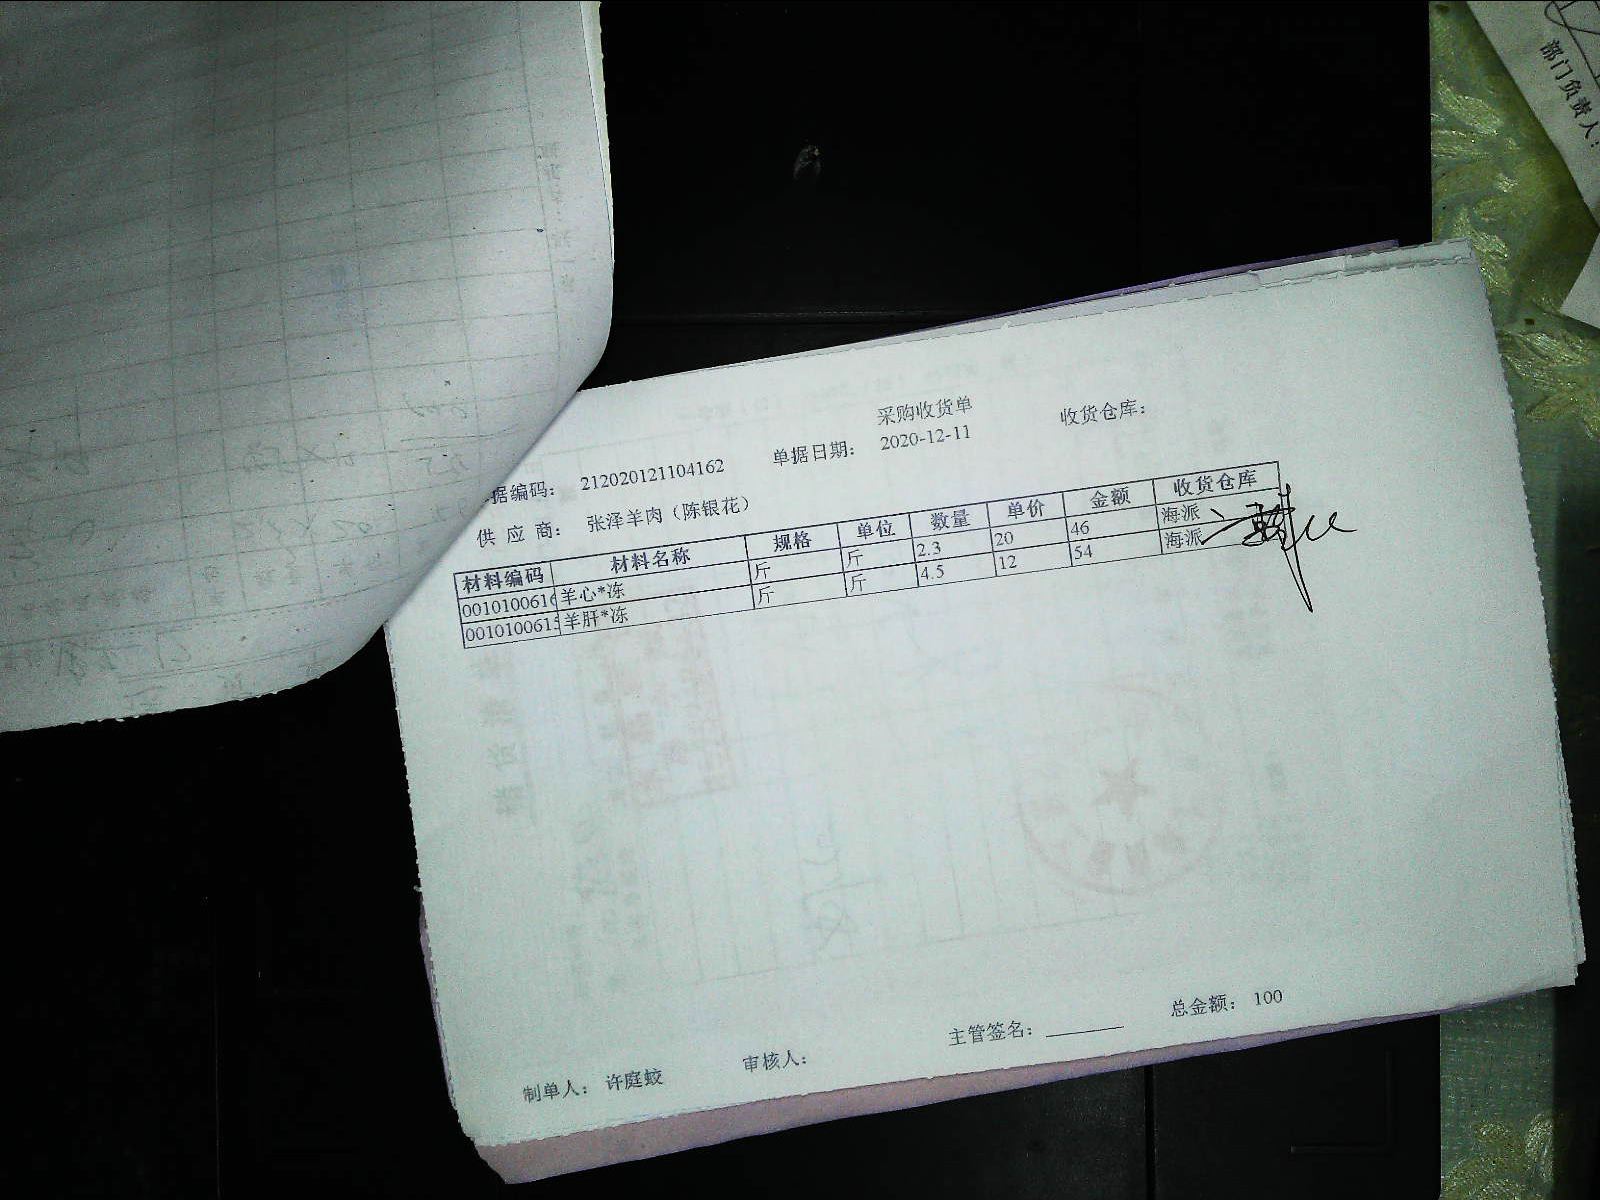 采购收货单
据编码： 212020121104162 单据日期： 2020-12-11 收货仓库：
供 应 商： 张泽羊肉（陈银花）
材料编码 材料名称 规格 单位 数量 单价 金额 收货仓库
0010100616 羊心*冻 斤 斤 2.3 20 46 海派
001010061 羊肝*冻 斤 斤 4.5 12 54 海派
制单人： 许庭蛟 审核人： 主管签名： 总金额： 100
部门负责人：